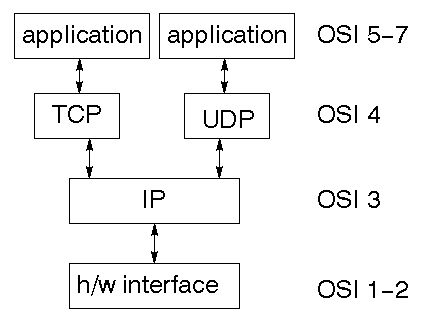 application application OSI 5-7
TCP UDP OSI 4
IP OSI 3
h/w interface OSI 1-2